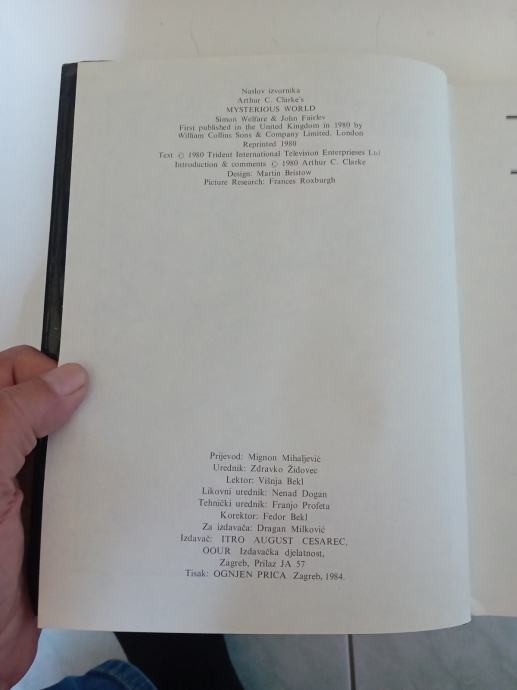 Naslov izvornika
Arthur C. Clarke's
MYSTERIOUS WORLD
Simon Welfare & John Fairley
First published in the United Kingdom in 1980 by
William Collins Sons & Company Limited, London
Reprinted 1980
Text © 1980 Trident International Television Enterprieses Ltd
Introduction & comments © 1980 Arthur C. Clarke
Design: Martin Bristow
Picture Research: Frances Roxburgh
Prijevod: Mignon Mihaljević
Urednik: Zdravko Židovec
Lektor: Višnja Bekl
Likovni urednik: Nenad Dogan
Tehnički urednik: Franjo Profeta
Korektor: Fedor Bekl
Za izdavača: Dragan Milković
Izdavač: ITRO AUGUST CESAREC,
OOUR Izdavačka djelatnost,
Zagreb, Prilaz JA 57
Tisak: OGNJEN PRICA Zagreb, 1984.